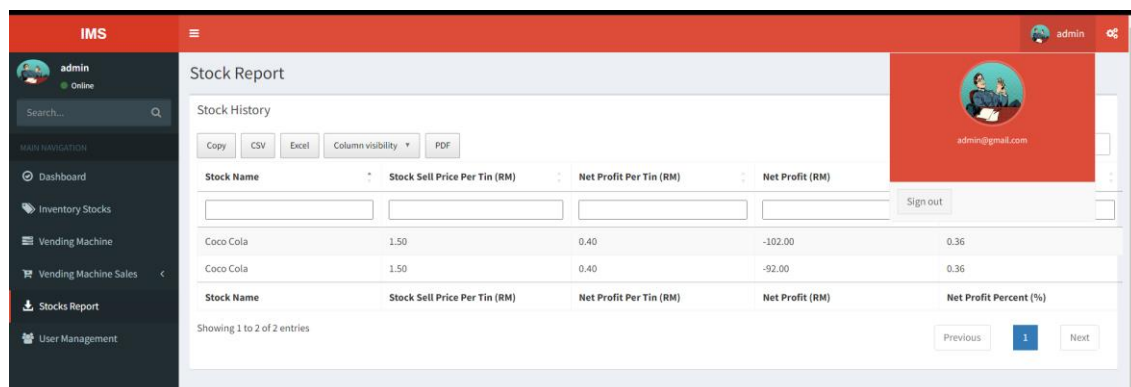 IMS
admin
admin
Online
Search...
MAIN NAVIGATION
Dashboard
Inventory Stocks
Vending Machine
Vending Machine Sales
Stocks Report
User Management
Stock Report
Stock History
Copy CSV Excel Column visibility PDF
Stock Name Stock Sell Price Per Tin (RM) Net Profit Per Tin (RM) Net Profit (RM)
Coco Cola 1.50 0.40 -102.00 0.36
Coco Cola 1.50 0.40 -92.00 0.36
Stock Name Stock Sell Price Per Tin (RM) Net Profit Per Tin (RM) Net Profit (RM) Net Profit Percent (%)
Showing 1 to 2 of 2 entries
Previous 1 Next
admin@gmail.com
Sign out